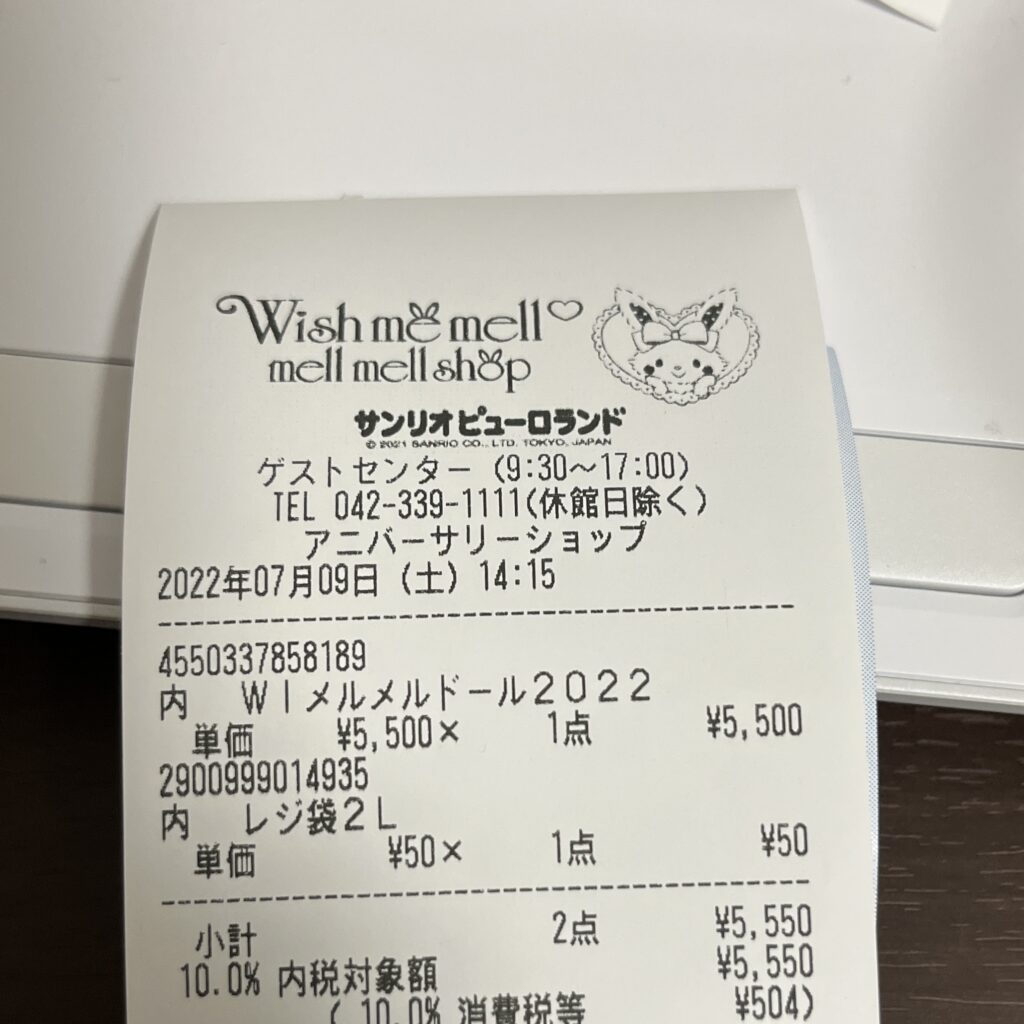 Wish me mell
mell mell shop
サンリオピューロランド
© 2021 SANRIO CO., LTD. TOKYO, JAPAN
ゲストセンター (9:30～17:00)
TEL 042-339-1111(休館日除く)
アニバーサリーショップ
2022年07月09日 (土) 14:15
4550337858189
内 WIメルメルドール2022
単価 ¥5,500× 1点 ¥5,500
2900999014935
内 レジ袋2L
単価 ¥50× 1点 ¥50
小計 2点 ¥5,550
10.0% 内税対象額 ¥5,550
( 10.0% 消費税等 ¥504)